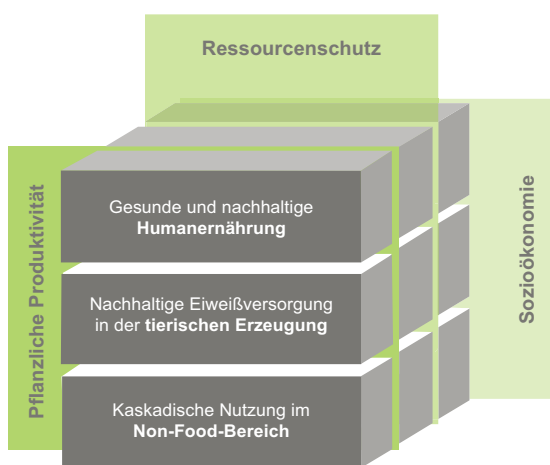 Ressourcenschutz
Pflanzliche Produktivität
Gesunde und nachhaltige
Humanernährung
Nachhaltige Eiweißversorgung
in der tierischen Erzeugung
Kaskadische Nutzung im
Non-Food-Bereich
Sozioökonomie